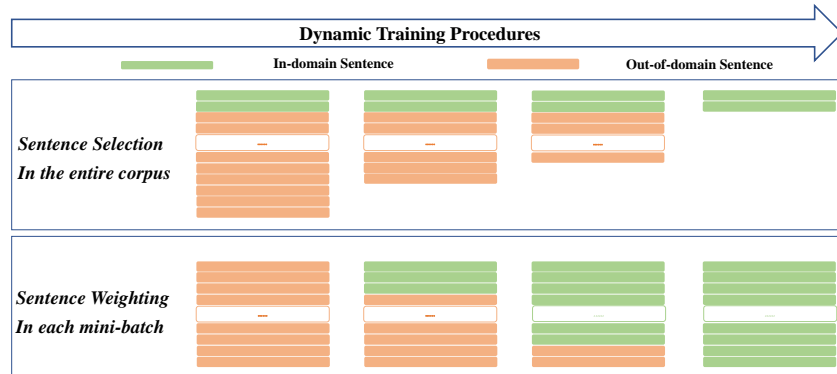 Dynamic Training Procedures
In-domain Sentence
Out-of-domain Sentence
Sentence Selection
In the entire corpus
...... ...... ......
Sentence Weighting
In each mini-batch
...... ...... ...... ......